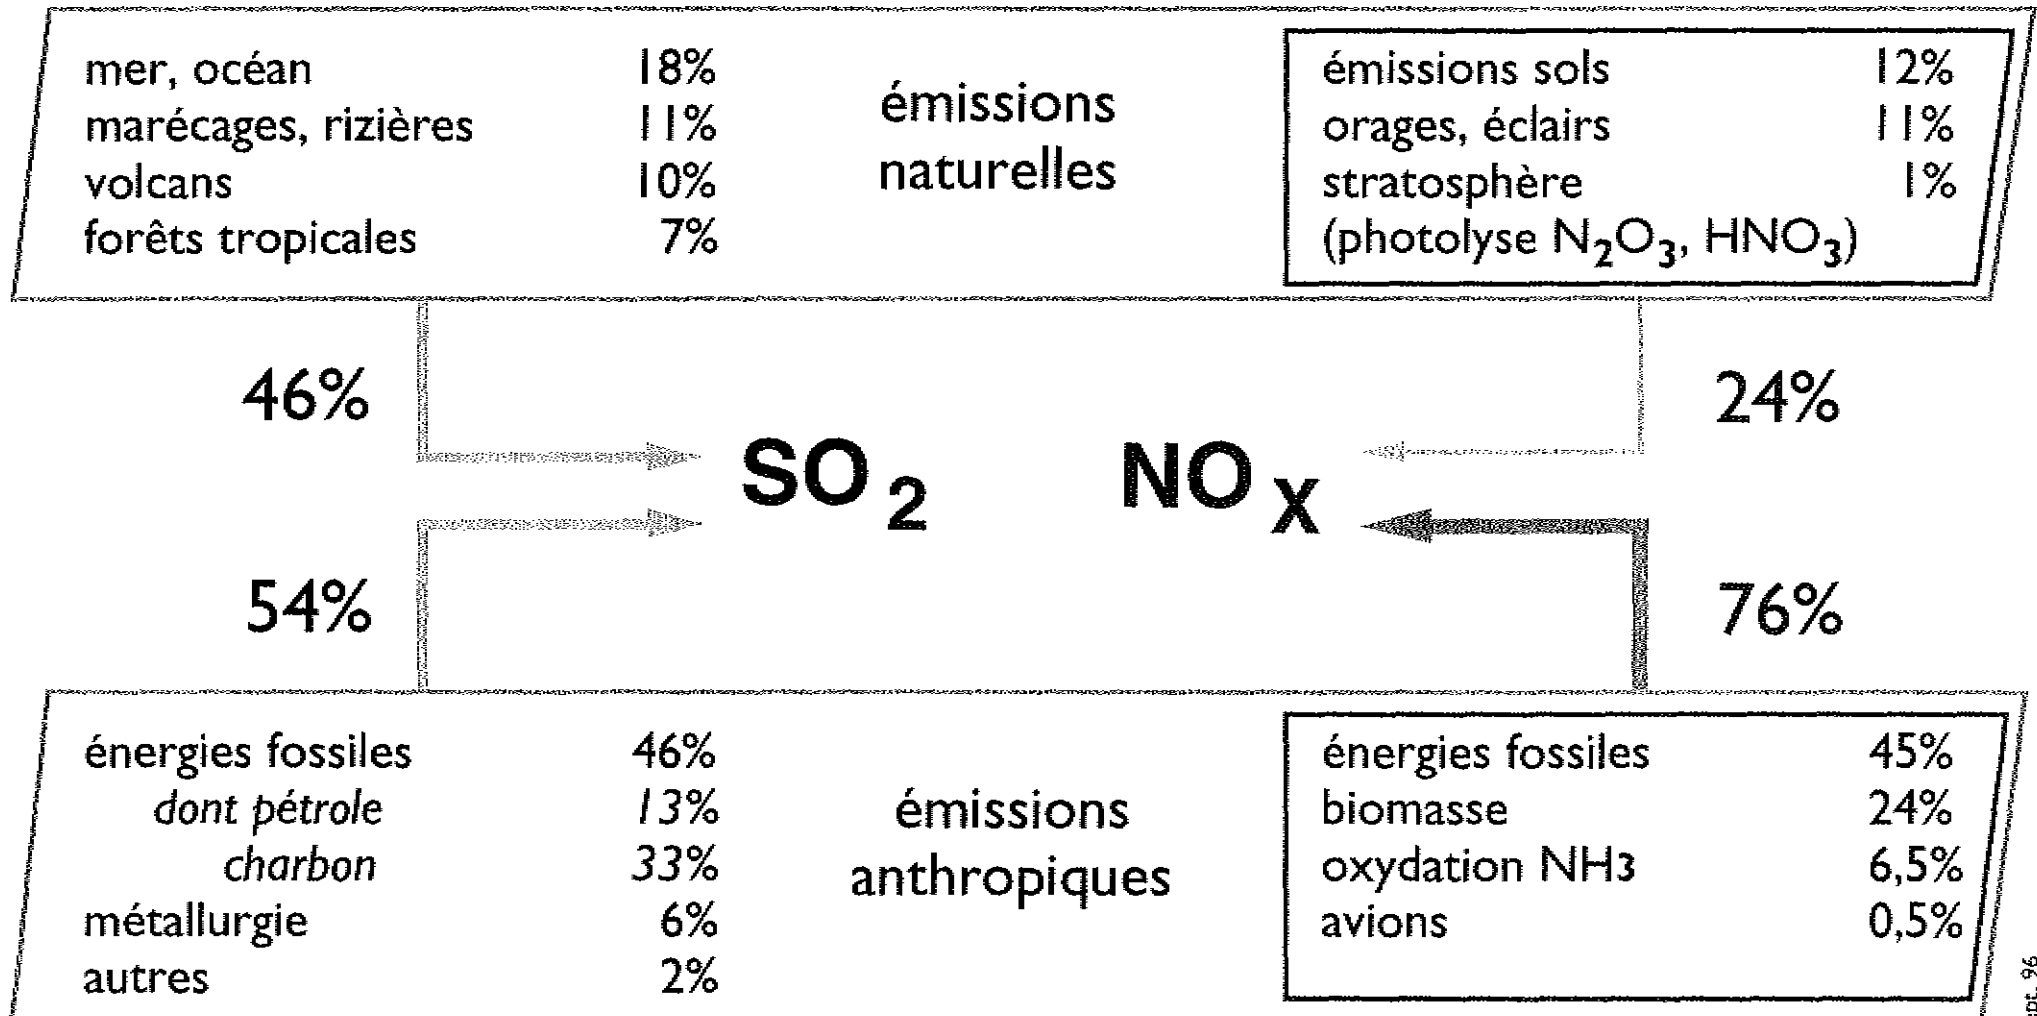 mer, océan 18%
marécages, rizières 11%
volcans 10%
forêts tropicales 7%
émissions
naturelles
émissions sols 12%
orages, éclairs 11%
stratosphère 1%
(photolyse N₂O₃, HNO₃)
46%
24%
SO₂ NOX
54%
76%
énergies fossiles 46%
dont pétrole 13%
charbon 33%
métallurgie 6%
autres 2%
émissions
anthropiques
énergies fossiles 45%
biomasse 24%
oxydation NH3 6,5%
avions 0,5%
96